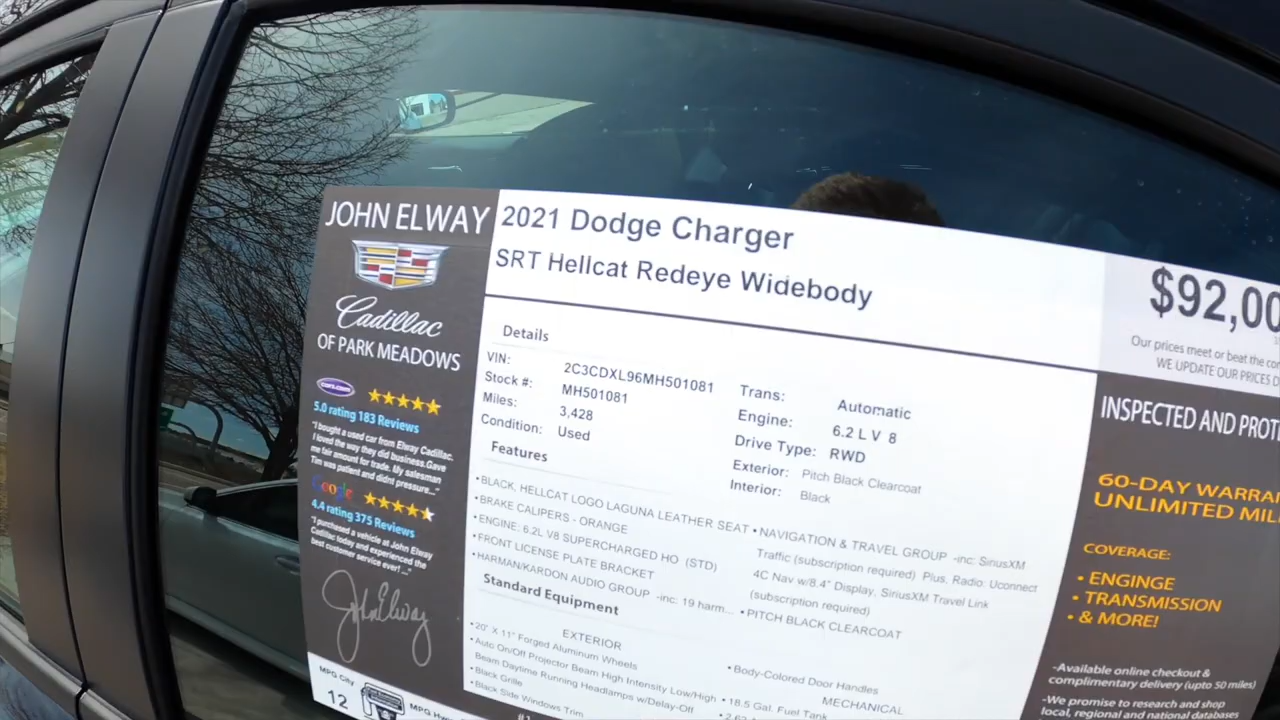 JOHN ELWAY
Cadillac
OF PARK MEADOWS
cars.com
5.0 rating 183 Reviews
"I bought a used car from Elway Cadillac.
I loved the way they did business. Gave
me fair amount for trade. My salesman
Tim was patient and didnt pressure..."
Google
4.4 rating 375 Reviews
"I purchased a vehicle at John Elway
Cadillac today and experienced the
best customer service ever! ..."
John Elway
MPG City
12
MPG Hwy
2021 Dodge Charger
SRT Hellcat Redeye Widebody
$92,00
Our prices meet or beat the
WE UPDATE OUR PRICES
Details
VIN: 2C3CDXL96MH501081
Stock #: MH501081
Miles: 3,428
Condition: Used
Trans: Automatic
Engine: 6.2 L V 8
Drive Type: RWD
Exterior: Pitch Black Clearcoat
Interior: Black
Features
• BLACK, HELLCAT LOGO LAGUNA LEATHER SEAT
• BRAKE CALIPERS - ORANGE
• ENGINE: 6.2L V8 SUPERCHARGED HO (STD)
• FRONT LICENSE PLATE BRACKET
• HARMAN/KARDON AUDIO GROUP -inc: 19 harm...
• NAVIGATION & TRAVEL GROUP -inc: SiriusXM
Traffic (subscription required) Plus, Radio: Uconnect
4C Nav w/8.4" Display, SiriusXM Travel Link
(subscription required)
• PITCH BLACK CLEARCOAT
Standard Equipment
EXTERIOR
• 20" X 11" Forged Aluminum Wheels
• Auto On/Off Projector Beam High Intensity Low/High
Beam Daytime Running Headlamps w/Delay-Off
• Black Grille
• Black Side Windows Trim
• Body-Colored Door Handles
MECHANICAL
• 18.5 Gal. Fuel Tank
INSPECTED AND
60-DAY
UNLIMITED
COVERAGE:
• ENGINGE
• TRANSMISSION
• & MORE!
-Available online checkout &
complimentary delivery (upto 50 miles)
-We promise to research and shop
local, regional and national databases